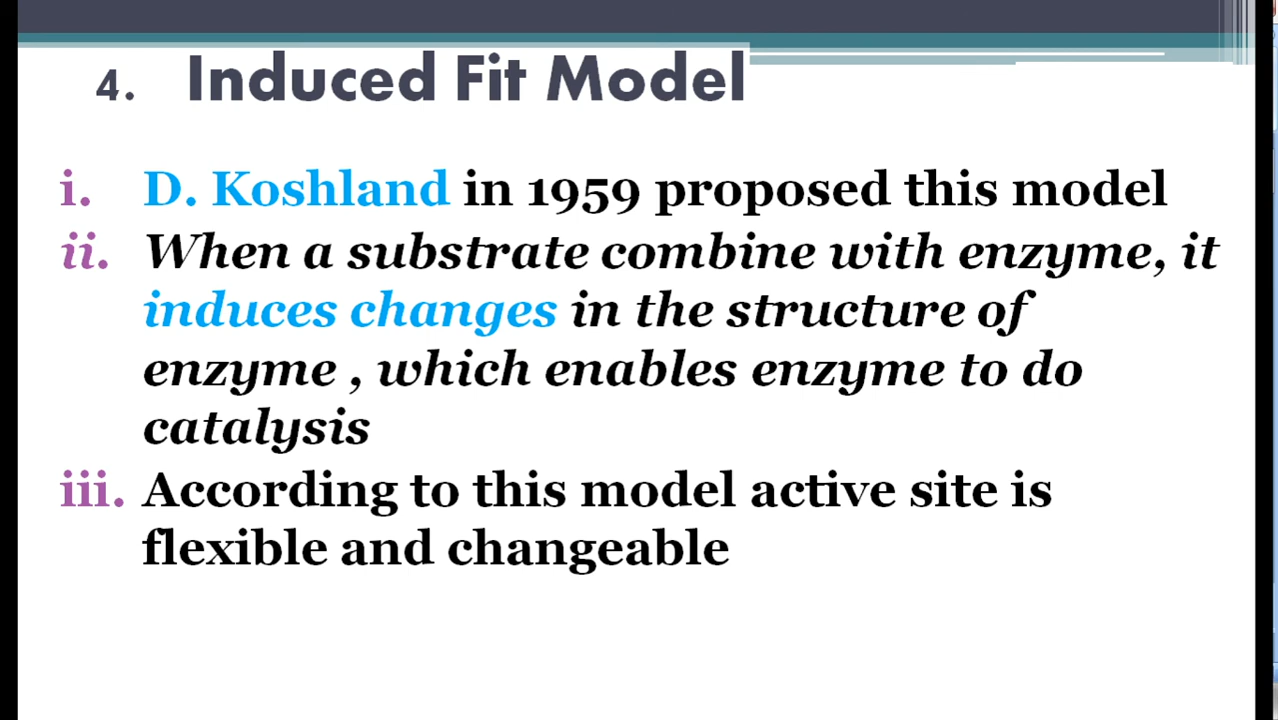 4. Induced Fit Model
i. D. Koshland in 1959 proposed this model
ii. When a substrate combine with enzyme, it
induces changes in the structure of
enzyme , which enables enzyme to do
catalysis
iii. According to this model active site is
flexible and changeable